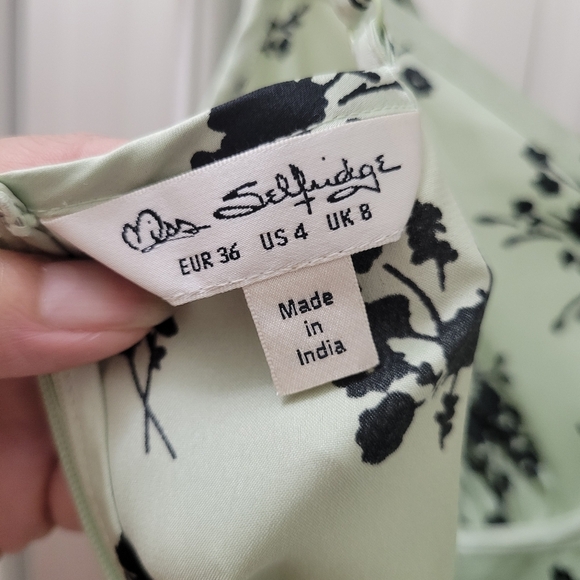 Miss Selfridge
EUR 36 US 4 UK 8
Made
in
India